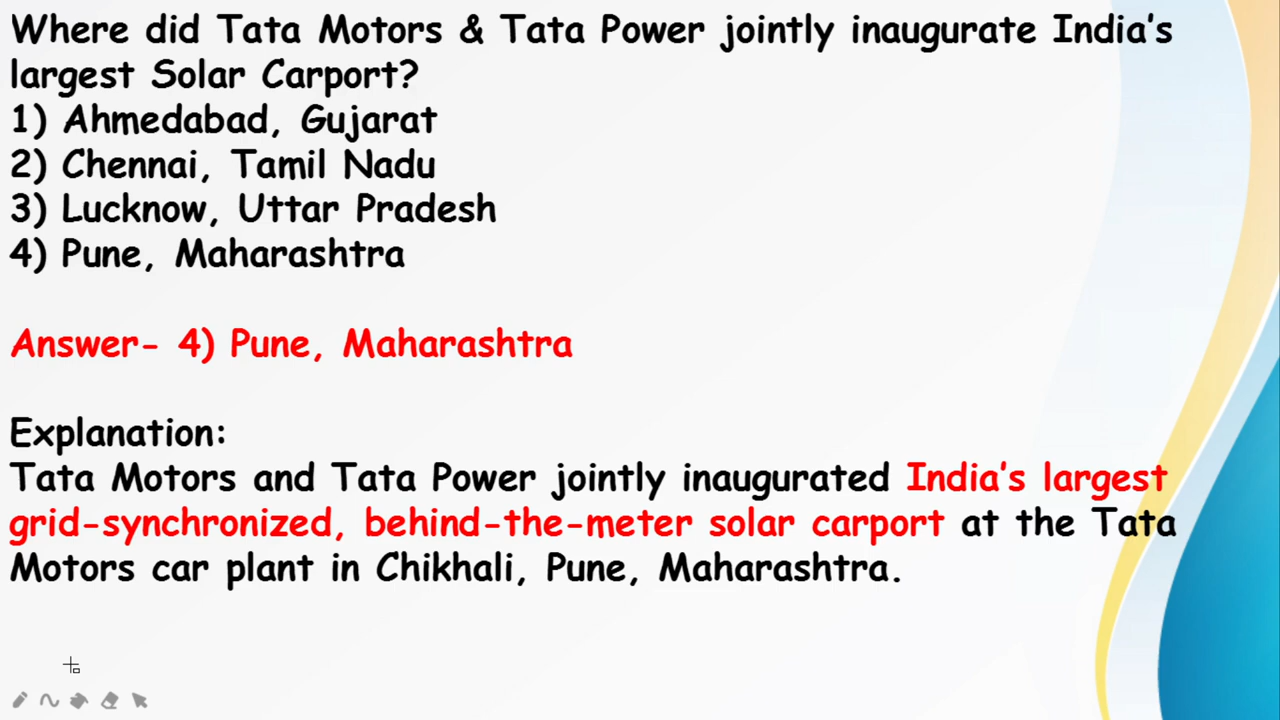 Where did Tata Motors & Tata Power jointly inaugurate India's
largest Solar Carport?
1) Ahmedabad, Gujarat
2) Chennai, Tamil Nadu
3) Lucknow, Uttar Pradesh
4) Pune, Maharashtra
Answer- 4) Pune, Maharashtra
Explanation:
Tata Motors and Tata Power jointly inaugurated India's largest
grid-synchronized, behind-the-meter solar carport at the Tata
Motors car plant in Chikhali, Pune, Maharashtra.